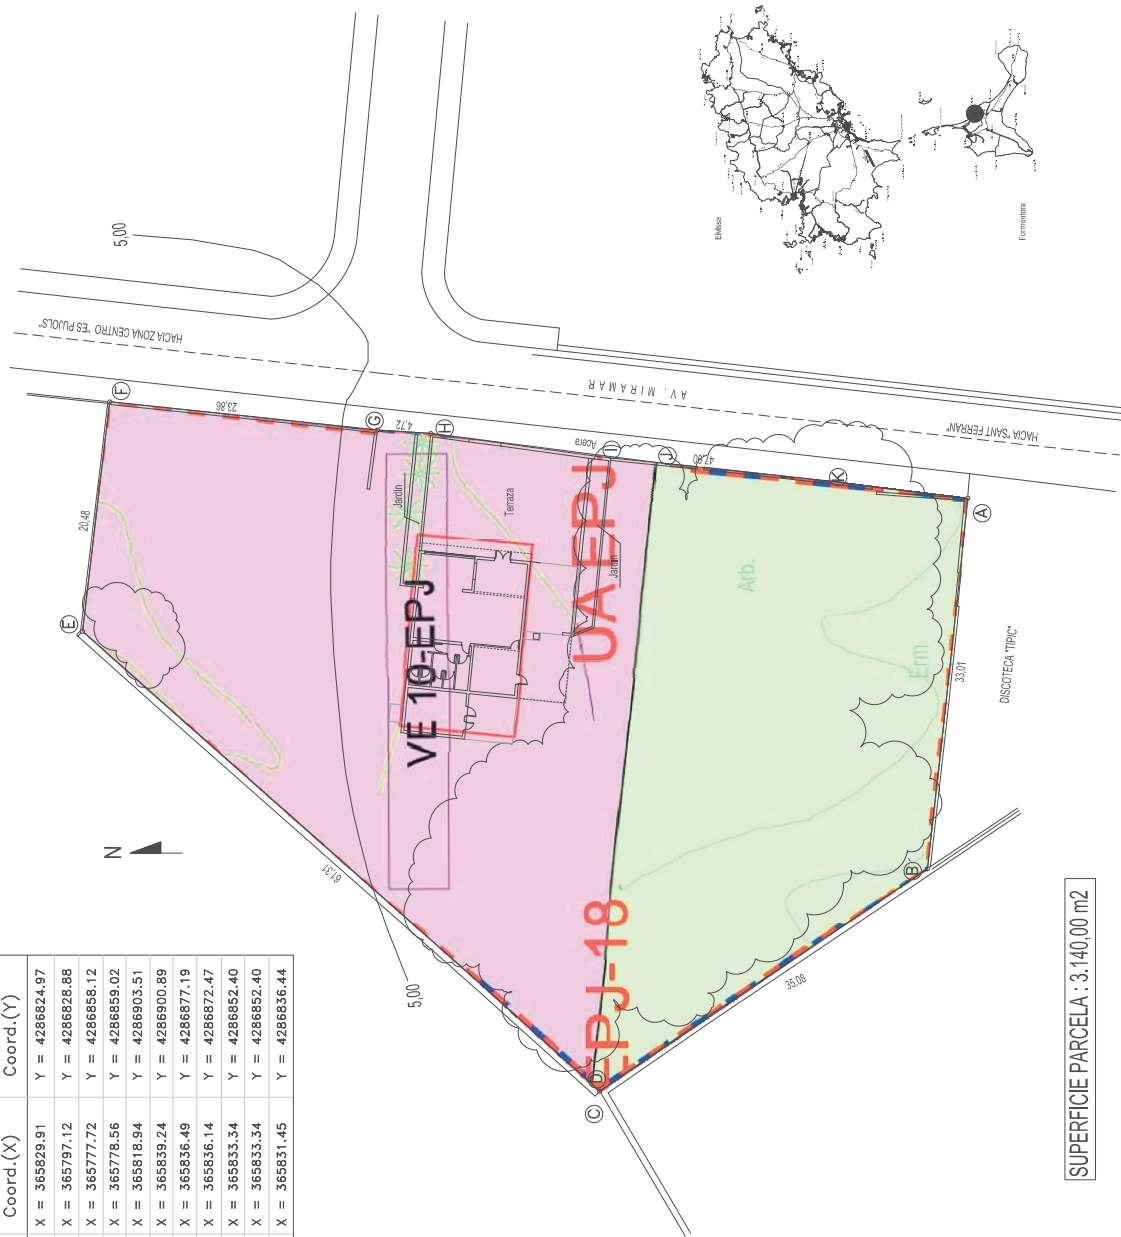 Coord.(X) Coord.(Y)
X = 365829.91 Y = 4286824.97
X = 365797.12 Y = 4286828.88
X = 365777.72 Y = 4286858.12
X = 365778.56 Y = 4286859.02
X = 365818.94 Y = 4286903.51
X = 365839.24 Y = 4286900.89
X = 365836.49 Y = 4286877.19
X = 365836.14 Y = 4286872.47
X = 365833.34 Y = 4286852.40
X = 365833.34 Y = 4286852.40
X = 365831.45 Y = 4286836.44
5,00
HACIA ZONA CENTRO "ES PUJOLS"
Eivissa
Formentera
F
23,86
G
4,72
H
AV. MIRAMAR
Acera
I
J
47,90
K
HACIA "SANT FERRAN"
A
20,48
E
Jardín
Terraza
VE 10-EPJ
UA EPJ
Jardín
Arb.
Erm
33,01
DISCOTECA "TIPIC"
N
61,31
5,00
EPJ-18
D
C
B
35,08
SUPERFICIE PARCELA : 3.140,00 m2